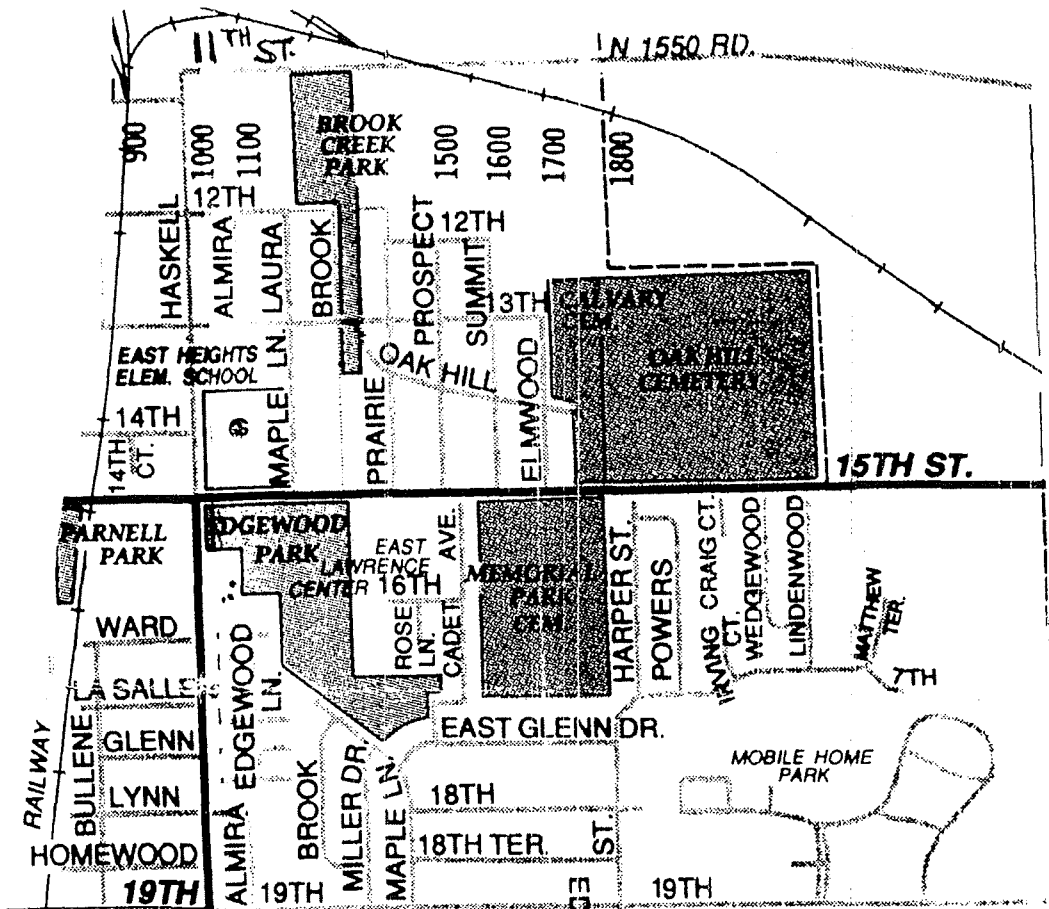 11TH ST.
N 1550 RD.
BROOK
CREEK
PARK
900
1000
1100
1500
1600
1700
1800
12TH
HASKELL
ALMIRA
LAURA
BROOK
PROSPECT
12TH
SUMMIT
13TH
CALVARY
CEM.
OAK HILL
CEMETERY
EAST HEIGHTS
ELEM. SCHOOL
MAPLE LN.
OAK HILL
PRAIRIE
ELMWOOD
14TH
14TH
CT.
15TH ST.
PARNELL
PARK
EDGEWOOD
PARK
EAST
LAWRENCE
CENTER
16TH
ROSE
LN.
CADET AVE.
MEMORIAL
PARK
CEM.
HARPER ST.
POWERS
IRVING CT.
CRAIG CT.
WEDGEWOOD
LINDENWOOD
MATTHEW
TER.
17TH
WARD
LA SALLE
GLENN
LYNN
HOMEWOOD
19TH
BULLENE
RAILWAY
ALMIRA
EDGEWOOD
LN.
BROOK
MILLER DR.
MAPLE LN.
EAST GLENN DR.
MOBILE HOME
PARK
18TH
18TH TER.
ST.
19TH
19TH